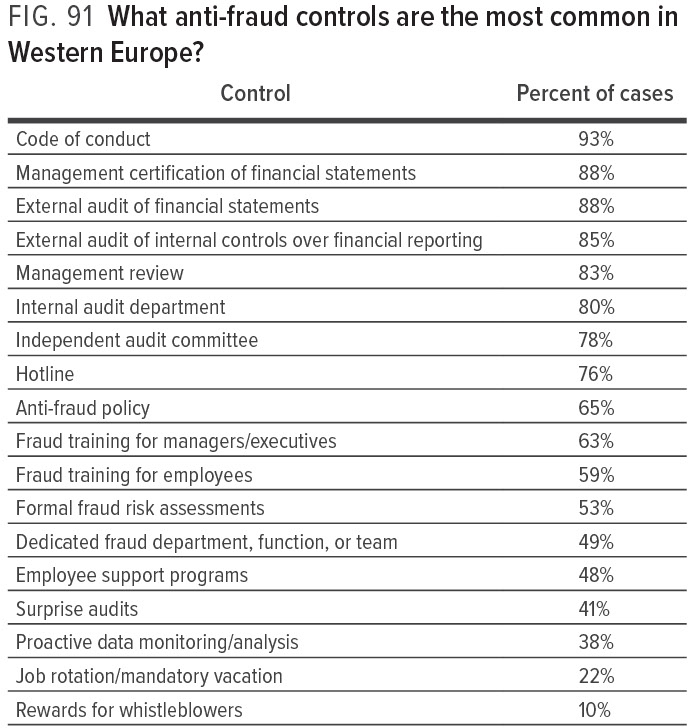 FIG. 91 What anti-fraud controls are the most common in
Western Europe?
Control Percent of cases
Code of conduct 93%
Management certification of financial statements 88%
External audit of financial statements 88%
External audit of internal controls over financial reporting 85%
Management review 83%
Internal audit department 80%
Independent audit committee 78%
Hotline 76%
Anti-fraud policy 65%
Fraud training for managers/executives 63%
Fraud training for employees 59%
Formal fraud risk assessments 53%
Dedicated fraud department, function, or team 49%
Employee support programs 48%
Surprise audits 41%
Proactive data monitoring/analysis 38%
Job rotation/mandatory vacation 22%
Rewards for whistleblowers 10%